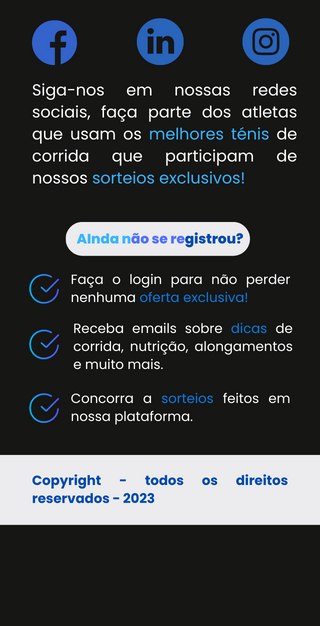 Siga-nos em nossas redes
sociais, faça parte dos atletas
que usam os melhores ténis de
corrida que participam de
nossos sorteios exclusivos!
AInda não se registrou?
Faça o login para não perder
nenhuma oferta exclusiva!
Receba emails sobre dicas de
corrida, nutrição, alongamentos
e muito mais.
Concorra a sorteios feitos em
nossa plataforma.
Copyright - todos os direitos
reservados - 2023